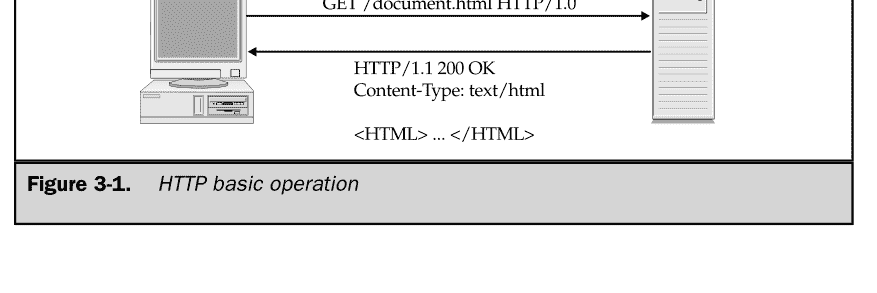 GET /document.html HTTP/1.0
HTTP/1.1 200 OK
Content-Type: text/html
<HTML> ... </HTML>
Figure 3-1. HTTP basic operation